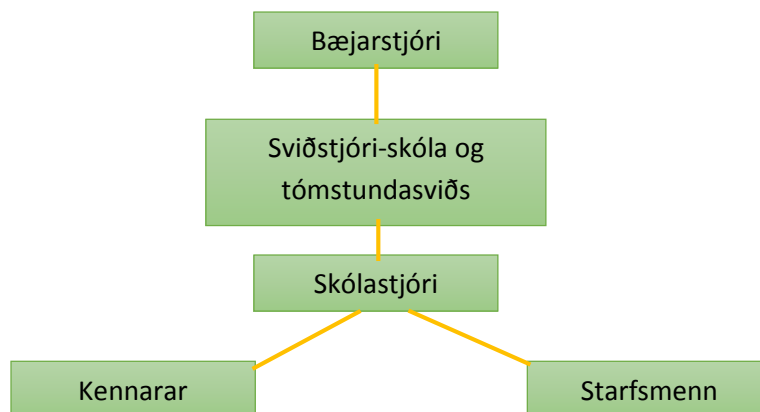 Bæjarstjóri
Sviðstjóri-skóla og
tómstundasviðs
Skólastjóri
Kennarar
Starfsmenn